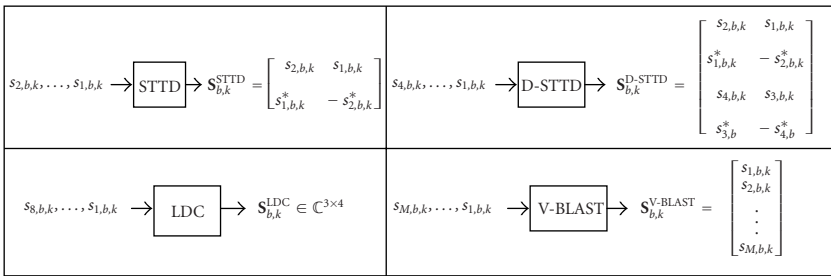 s_{2,b,k}, . . . , s_{1,b,k} → STTD → S_{b,k}^{STTD} = [ s_{2,b,k} s_{1,b,k} ; s^*_{1,b,k} − s^*_{2,b,k} ]
s_{4,b,k}, . . . , s_{1,b,k} → D-STTD → S_{b,k}^{D-STTD} = [ s_{2,b,k} s_{1,b,k} ; s^*_{1,b,k} − s^*_{2,b,k} ; s_{4,b,k} s_{3,b,k} ; s^*_{3,b} − s^*_{4,b} ]
s_{8,b,k}, . . . , s_{1,b,k} → LDC → S_{b,k}^{LDC} ∈ ℂ^{3×4}
s_{M,b,k}, . . . , s_{1,b,k} → V-BLAST → S_{b,k}^{V-BLAST} = [ s_{1,b,k} ; s_{2,b,k} ; ⋮ ; s_{M,b,k} ]